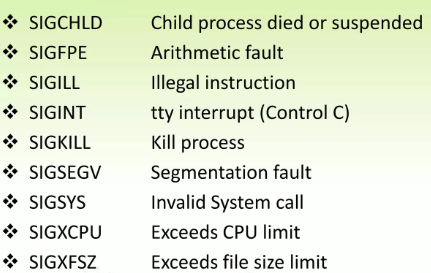 ❖ SIGCHLD Child process died or suspended
❖ SIGFPE Arithmetic fault
❖ SIGILL Illegal instruction
❖ SIGINT tty interrupt (Control C)
❖ SIGKILL Kill process
❖ SIGSEGV Segmentation fault
❖ SIGSYS Invalid System call
❖ SIGXCPU Exceeds CPU limit
❖ SIGXFSZ Exceeds file size limit